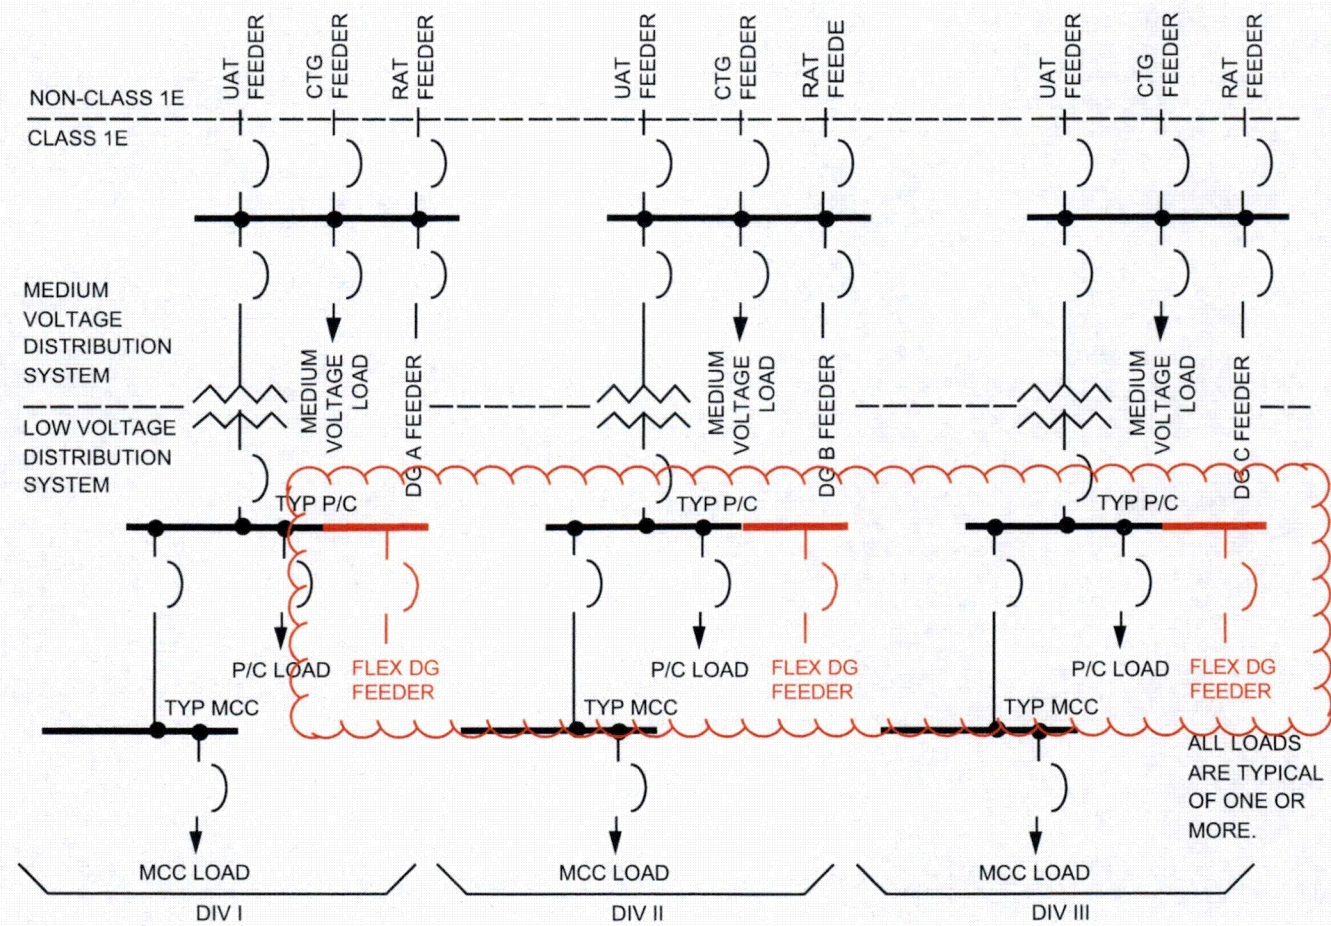 UAT
FEEDER
CTG
FEEDER
RAT
FEEDER
UAT
FEEDER
CTG
FEEDER
RAT
FEEDE
UAT
FEEDER
CTG
FEEDER
RAT
FEEDER
NON-CLASS 1E
CLASS 1E
MEDIUM
VOLTAGE
DISTRIBUTION
SYSTEM
LOW VOLTAGE
DISTRIBUTION
SYSTEM
MEDIUM
VOLTAGE
LOAD
DG A FEEDER
MEDIUM
VOLTAGE
LOAD
DG B FEEDER
MEDIUM
VOLTAGE
LOAD
DG C FEEDER
TYP P/C
TYP P/C
TYP P/C
P/C LOAD
FLEX DG
FEEDER
P/C LOAD
FLEX DG
FEEDER
P/C LOAD
FLEX DG
FEEDER
TYP MCC
TYP MCC
TYP MCC
ALL LOADS
ARE TYPICAL
OF ONE OR
MORE.
MCC LOAD
MCC LOAD
MCC LOAD
DIV I
DIV II
DIV III